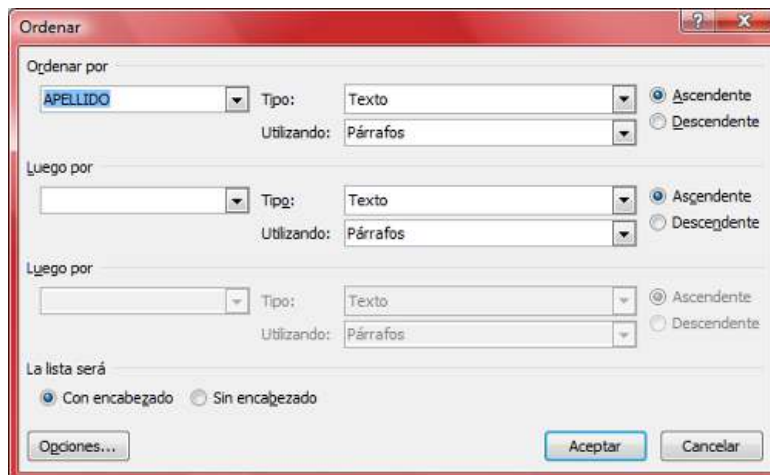 Ordenar
Ordenar por
APELLIDO Tipo: Texto Ascendente
Utilizando: Párrafos Descendente
Luego por
Tipo: Texto Ascendente
Utilizando: Párrafos Descendente
Luego por
Tipo: Texto Ascendente
Utilizando: Párrafos Descendente
La lista será
Con encabezado Sin encabezado
Opciones... Aceptar Cancelar